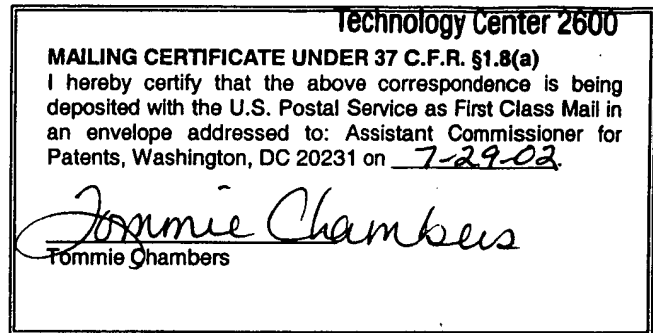 Technology Center 2600
MAILING CERTIFICATE UNDER 37 C.F.R. §1.8(a)
I hereby certify that the above correspondence is being
deposited with the U.S. Postal Service as First Class Mail in
an envelope addressed to: Assistant Commissioner for
Patents, Washington, DC 20231 on 7-29-02.
Tommie Chambers
Tommie Chambers